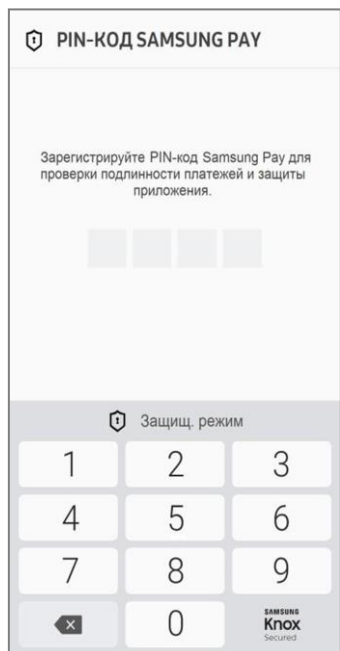 PIN-КОД SAMSUNG PAY
Зарегистрируйте PIN-код Samsung Pay для
проверки подлинности платежей и защиты
приложения.
Защищ. режим
1 2 3
4 5 6
7 8 9
0 SAMSUNG
Knox
Secured